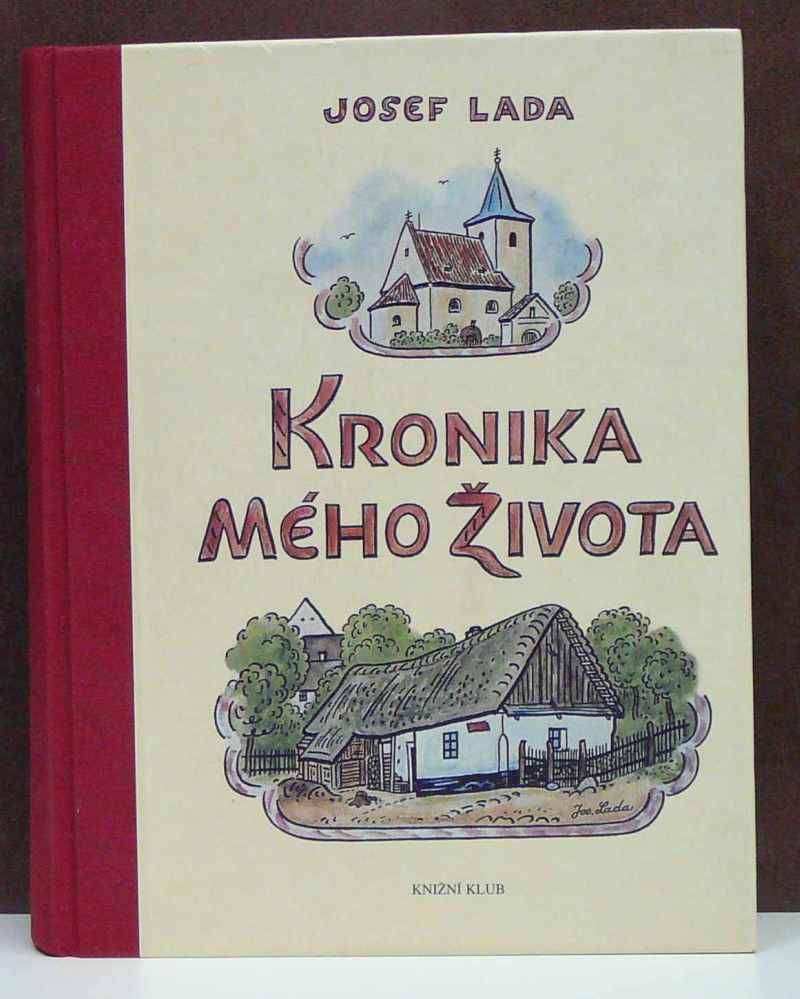 JOSEF LADA
KRONIKA
MÉHO ŽIVOTA
Jos. Lada
KNIŽNÍ KLUB